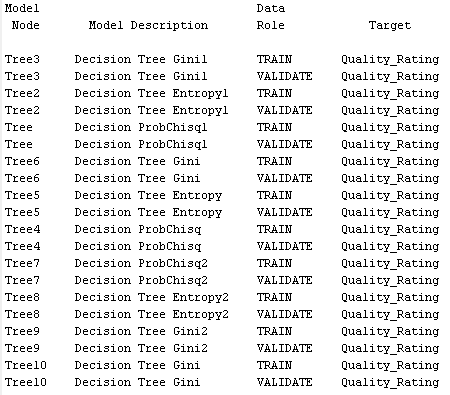 Model Data
Node Model Description Role Target
Tree3 Decision Tree Gini1 TRAIN Quality_Rating
Tree3 Decision Tree Gini1 VALIDATE Quality_Rating
Tree2 Decision Tree Entropy1 TRAIN Quality_Rating
Tree2 Decision Tree Entropy1 VALIDATE Quality_Rating
Tree Decision ProbChisq1 TRAIN Quality_Rating
Tree Decision ProbChisq1 VALIDATE Quality_Rating
Tree6 Decision Tree Gini TRAIN Quality_Rating
Tree6 Decision Tree Gini VALIDATE Quality_Rating
Tree5 Decision Tree Entropy TRAIN Quality_Rating
Tree5 Decision Tree Entropy VALIDATE Quality_Rating
Tree4 Decision ProbChisq TRAIN Quality_Rating
Tree4 Decision ProbChisq VALIDATE Quality_Rating
Tree7 Decision ProbChisq2 TRAIN Quality_Rating
Tree7 Decision ProbChisq2 VALIDATE Quality_Rating
Tree8 Decision Tree Entropy2 TRAIN Quality_Rating
Tree8 Decision Tree Entropy2 VALIDATE Quality_Rating
Tree9 Decision Tree Gini2 TRAIN Quality_Rating
Tree9 Decision Tree Gini2 VALIDATE Quality_Rating
Tree10 Decision Tree Gini TRAIN Quality_Rating
Tree10 Decision Tree Gini VALIDATE Quality_Rating